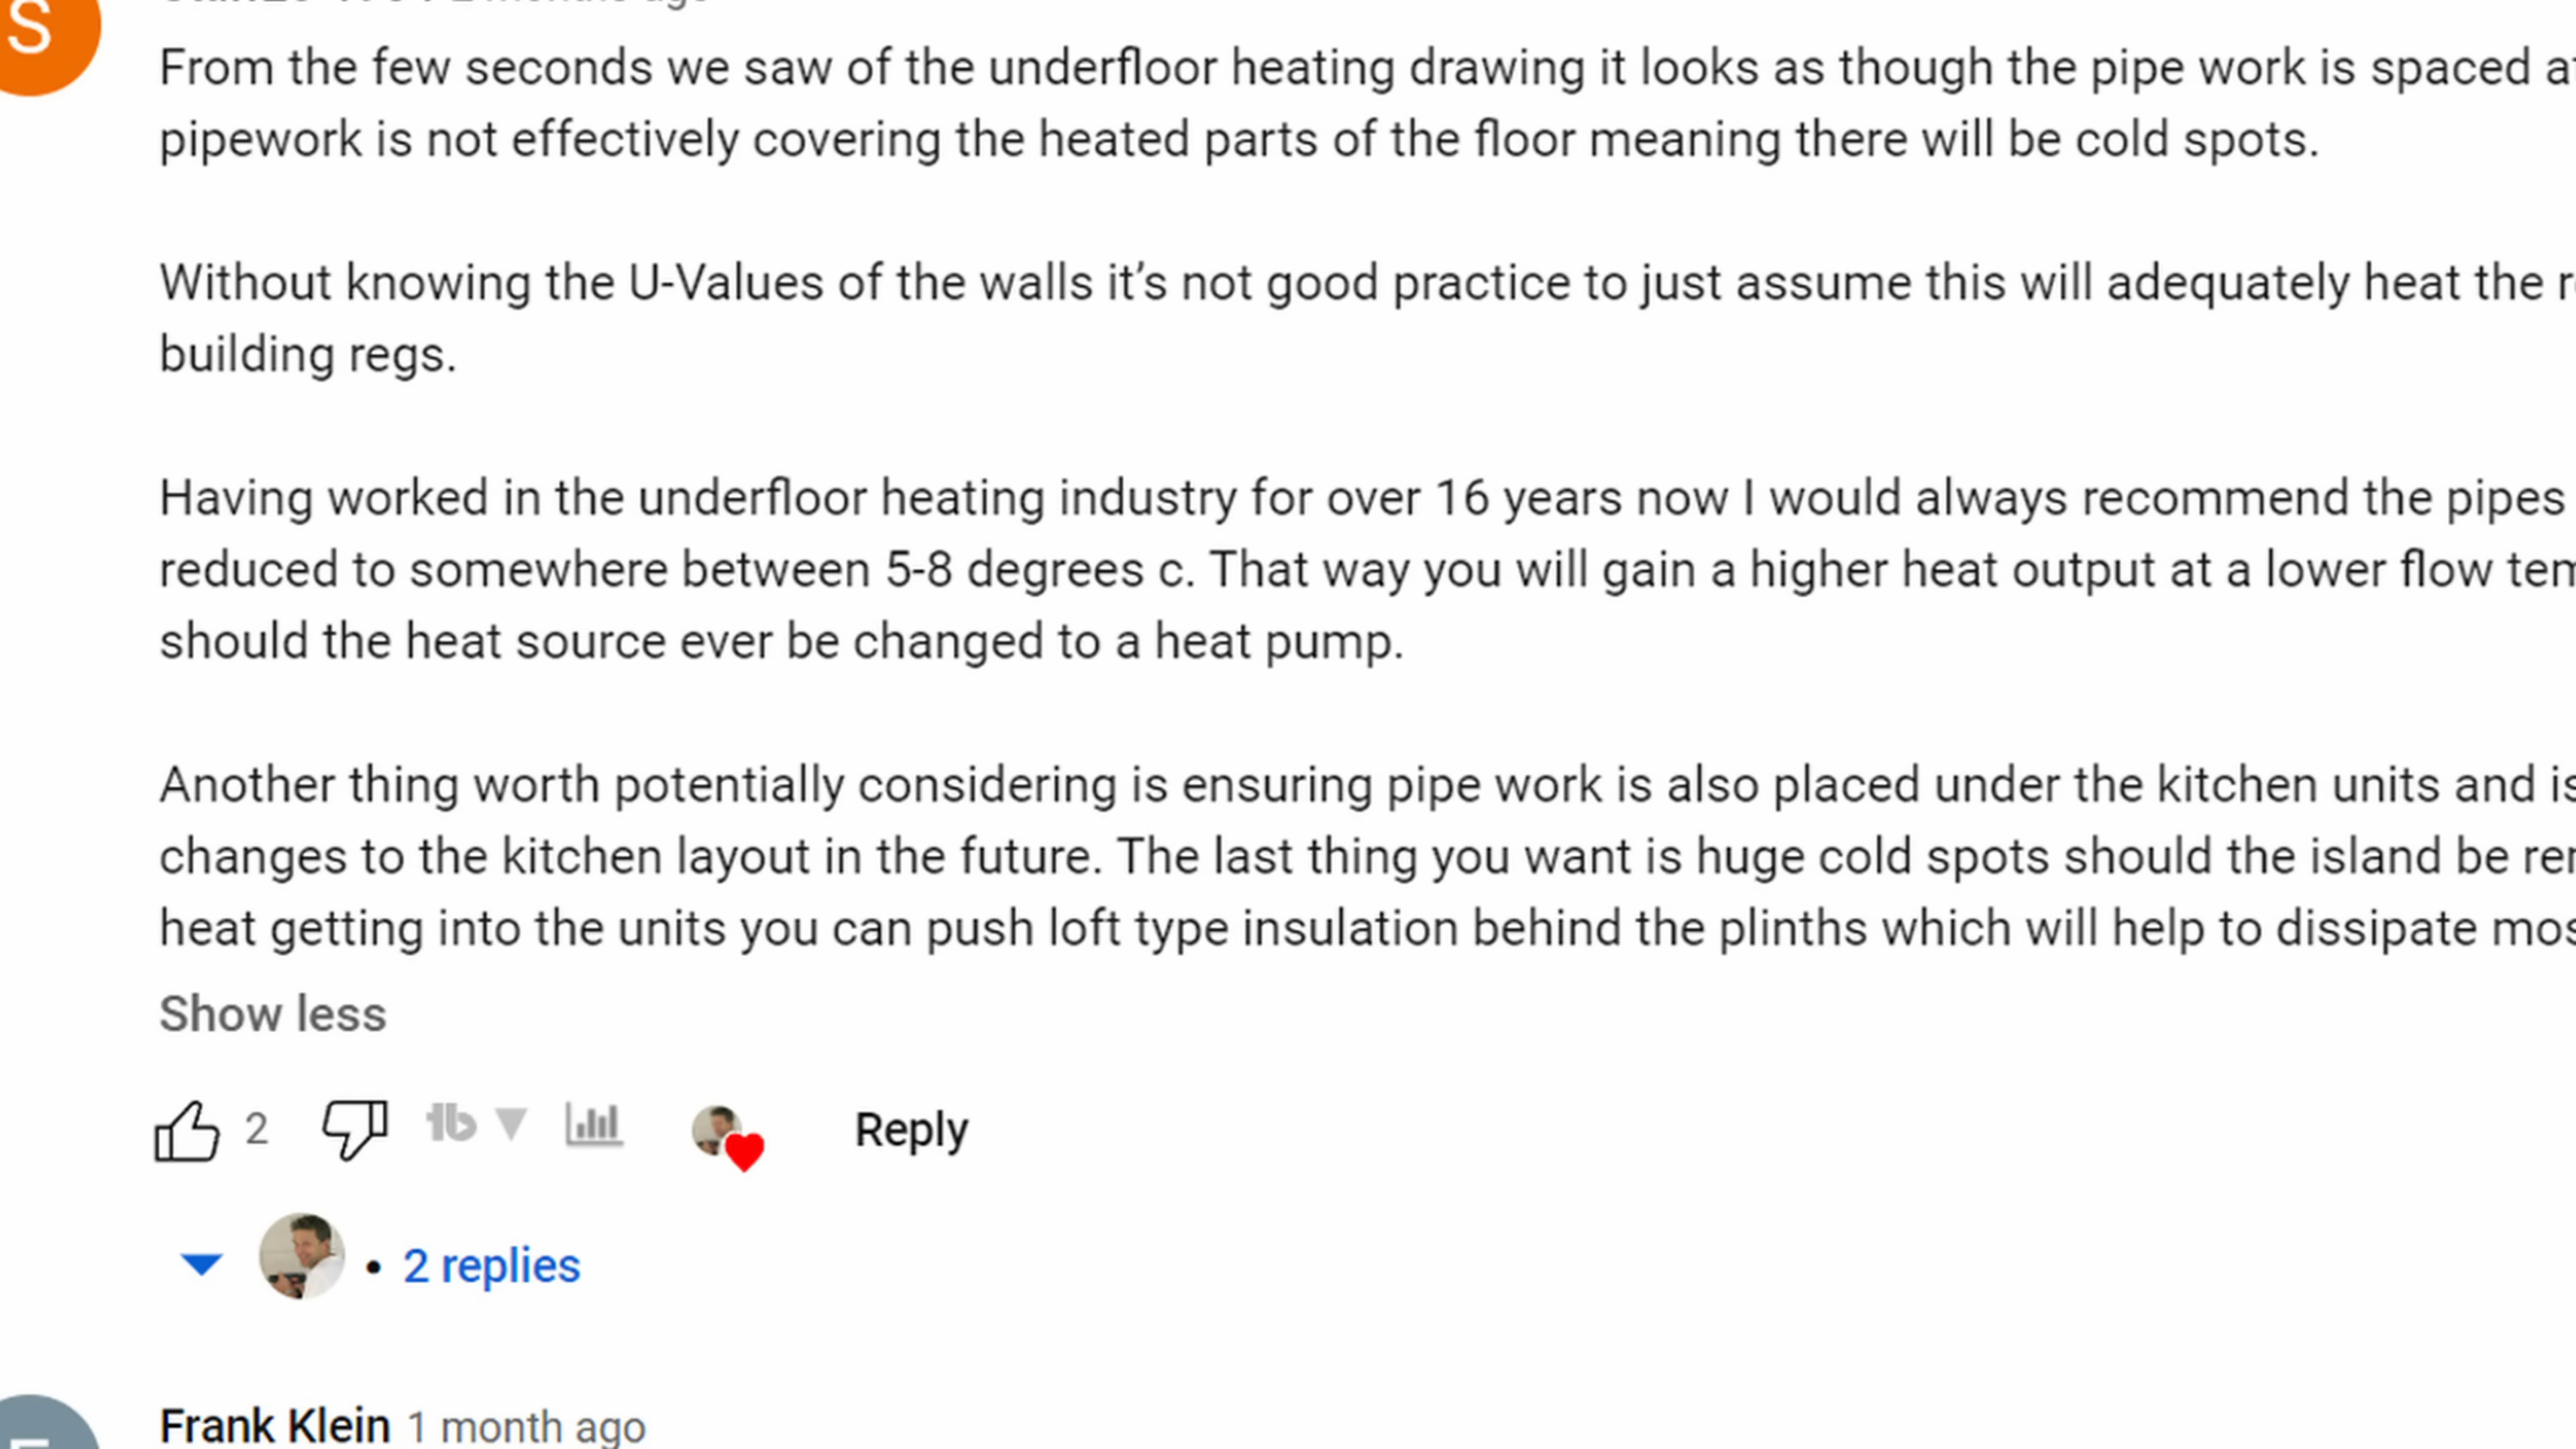 S
months ago
From the few seconds we saw of the underfloor heating drawing it looks as though the pipe work is spaced
pipework is not effectively covering the heated parts of the floor meaning there will be cold spots.
Without knowing the U-Values of the walls it’s not good practice to just assume this will adequately heat the
building regs.
Having worked in the underfloor heating industry for over 16 years now I would always recommend the pipes
reduced to somewhere between 5-8 degrees c. That way you will gain a higher heat output at a lower flow
should the heat source ever be changed to a heat pump.
Another thing worth potentially considering is ensuring pipe work is also placed under the kitchen units and
changes to the kitchen layout in the future. The last thing you want is huge cold spots should the island be
heat getting into the units you can push loft type insulation behind the plinths which will help to dissipate
Show less
2
tb
Reply
• 2 replies
Frank Klein 1 month ago